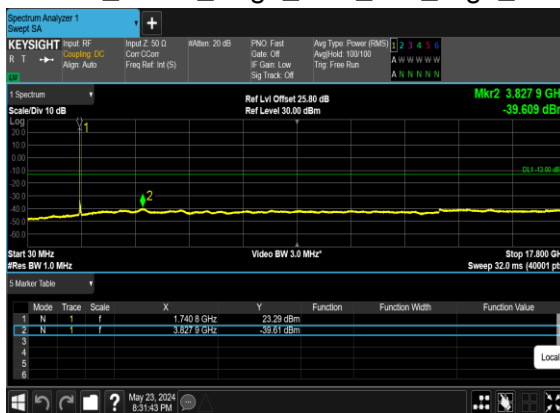 Spectrum Analyzer 1
Swept SA
KEYSIGHT
R T
Input: RF
Coupling: DC
Align: Auto
Input Z: 50 Ω
Corr CCorr
Freq Ref: Int (S)
#Atten: 20 dB
PNO: Fast
Gate: Off
IF Gain: Low
Sig Track: Off
Avg Type: Power (RMS)
Avg|Hold: 100/100
Trig: Free Run
1 2 3 4 5 6
A W W W W W
A N N N N N
1 Spectrum
Scale/Div 10 dB
Ref Lvl Offset 25.80 dB
Ref Level 30.00 dBm
Mkr2 3.827 9 GH
-39.609 dBr
Log
20.0
10.0
0.00
-10.0
-20.0
-30.0
-40.0
-50.0
-60.0
1
2
DL1 -13.00 dB
Start 30 MHz
#Res BW 1.0 MHz
Video BW 3.0 MHz*
Stop 17.800 GH
Sweep 32.0 ms (40001 pt
5 Marker Table
Mode Trace Scale X Y Function Function Width Function Value
1 N 1 f 1.740 8 GHz 23.29 dBm
2 N 1 f 3.827 9 GHz -39.61 dBm
3
4
5
6
Local
?
May 23, 2024
8:31:43 PM